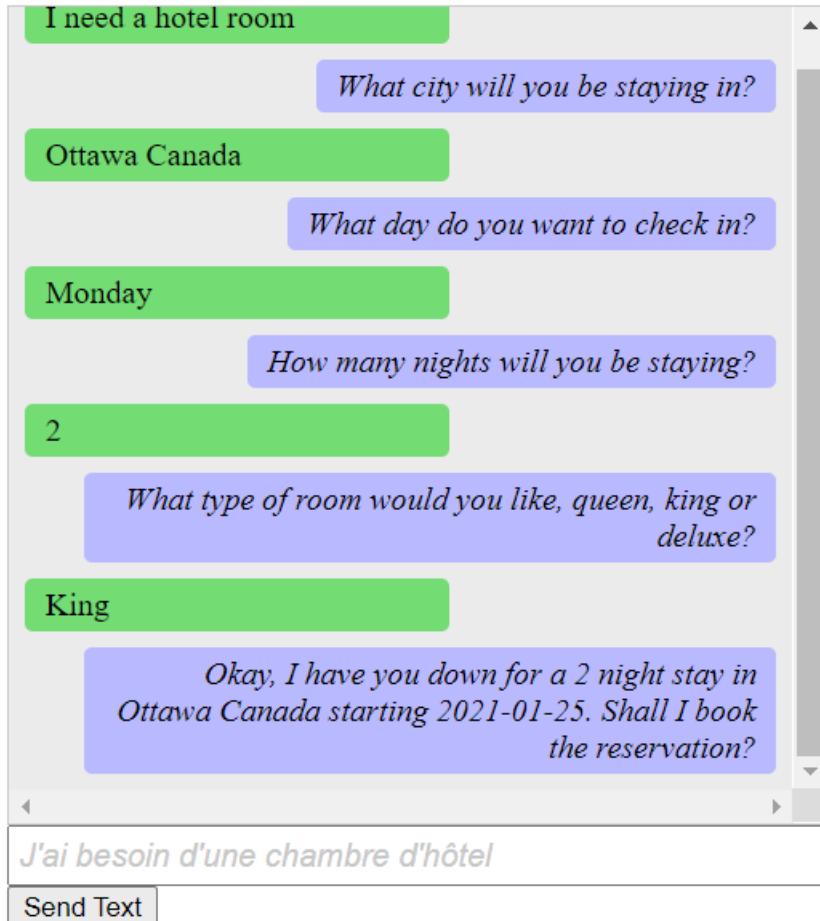 I need a hotel room
What city will you be staying in?
Ottawa Canada
What day do you want to check in?
Monday
How many nights will you be staying?
2
What type of room would you like, queen, king or
deluxe?
King
Okay, I have you down for a 2 night stay in
Ottawa Canada starting 2021-01-25. Shall I book
the reservation?
J'ai besoin d'une chambre d'hôtel
Send Text